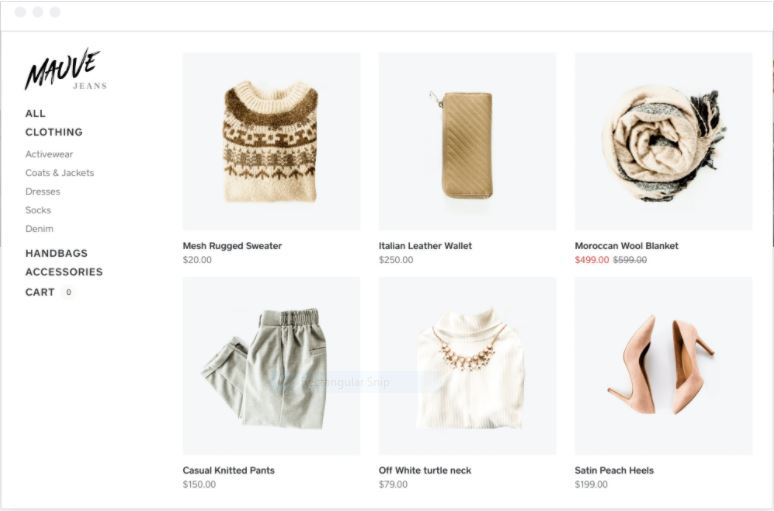 MAUVE
JEANS
ALL
CLOTHING
Activewear
Coats & Jackets
Dresses
Socks
Denim
HANDBAGS
ACCESSORIES
CART 0
Mesh Rugged Sweater
$20.00
Italian Leather Wallet
$250.00
Moroccan Wool Blanket
$499.00 $599.00
Rectangular Snip
Casual Knitted Pants
$150.00
Off White turtle neck
$79.00
Satin Peach Heels
$199.00